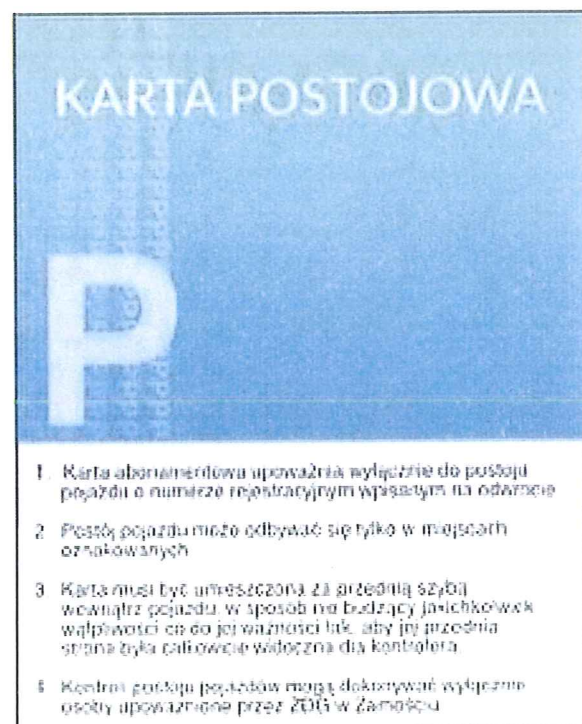 KARTA POSTOJOWA
P
1. Karta abonamentowa upoważnia wyłącznie do postoju
pojazdu o numerze rejestracyjnym wpisanym na odwrocie
2. Postój pojazdu może odbywać się tylko w miejscach
oznakowanych
3. Karta musi być umieszczona za przednią szybą
wewnątrz pojazdu, w sposób nie budzący jakichkolwiek
wątpliwości co do jej ważności tak, aby jej przednia
strona była całkowicie widoczna dla kontrolera
4. Kontroli postoju pojazdów mogą dokonywać wyłącznie
osoby upoważnione przez ZDG w Zamościu